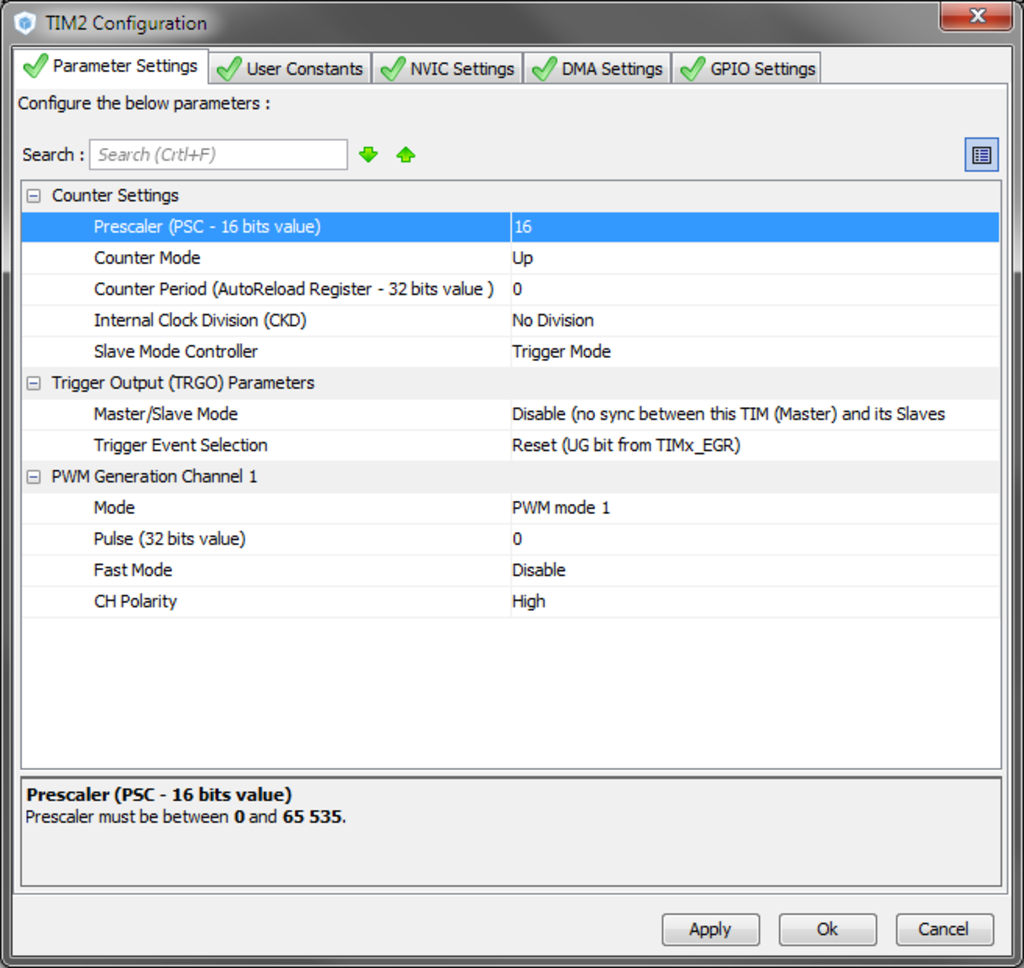 TIM2 Configuration
Parameter Settings User Constants NVIC Settings DMA Settings GPIO Settings
Configure the below parameters :
Search : Search (Crtl+F)
Counter Settings
Prescaler (PSC - 16 bits value) 16
Counter Mode Up
Counter Period (AutoReload Register - 32 bits value ) 0
Internal Clock Division (CKD) No Division
Slave Mode Controller Trigger Mode
Trigger Output (TRGO) Parameters
Master/Slave Mode Disable (no sync between this TIM (Master) and its Slaves
Trigger Event Selection Reset (UG bit from TIMx_EGR)
PWM Generation Channel 1
Mode PWM mode 1
Pulse (32 bits value) 0
Fast Mode Disable
CH Polarity High
Prescaler (PSC - 16 bits value)
Prescaler must be between 0 and 65 535.
Apply Ok Cancel